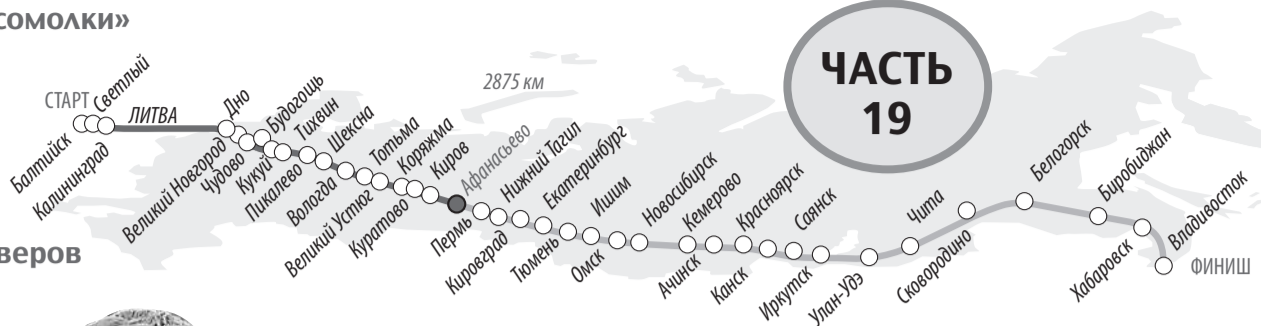 сомолки»
ЧАСТЬ
19
2875 км
СТАРТ
Балтийск
Светлый
Калининград
ЛИТВА
Дно
Великий Новгород
Чудово
Будогощь
Кукуй
Тихвин
Пикалево
Шексна
Вологда
Тотьма
Великий Устюг
Коряжма
Куратово
Киров
Афанасьево
Пермь
Нижний Тагил
Кировград
Екатеринбург
Тюмень
Ишим
Омск
Новосибирск
Кемерово
Ачинск
Красноярск
Канск
Саянск
Иркутск
Улан-Удэ
Чита
Сковородино
Белогорск
Биробиджан
Хабаровск
Владивосток
ФИНИШ
веров